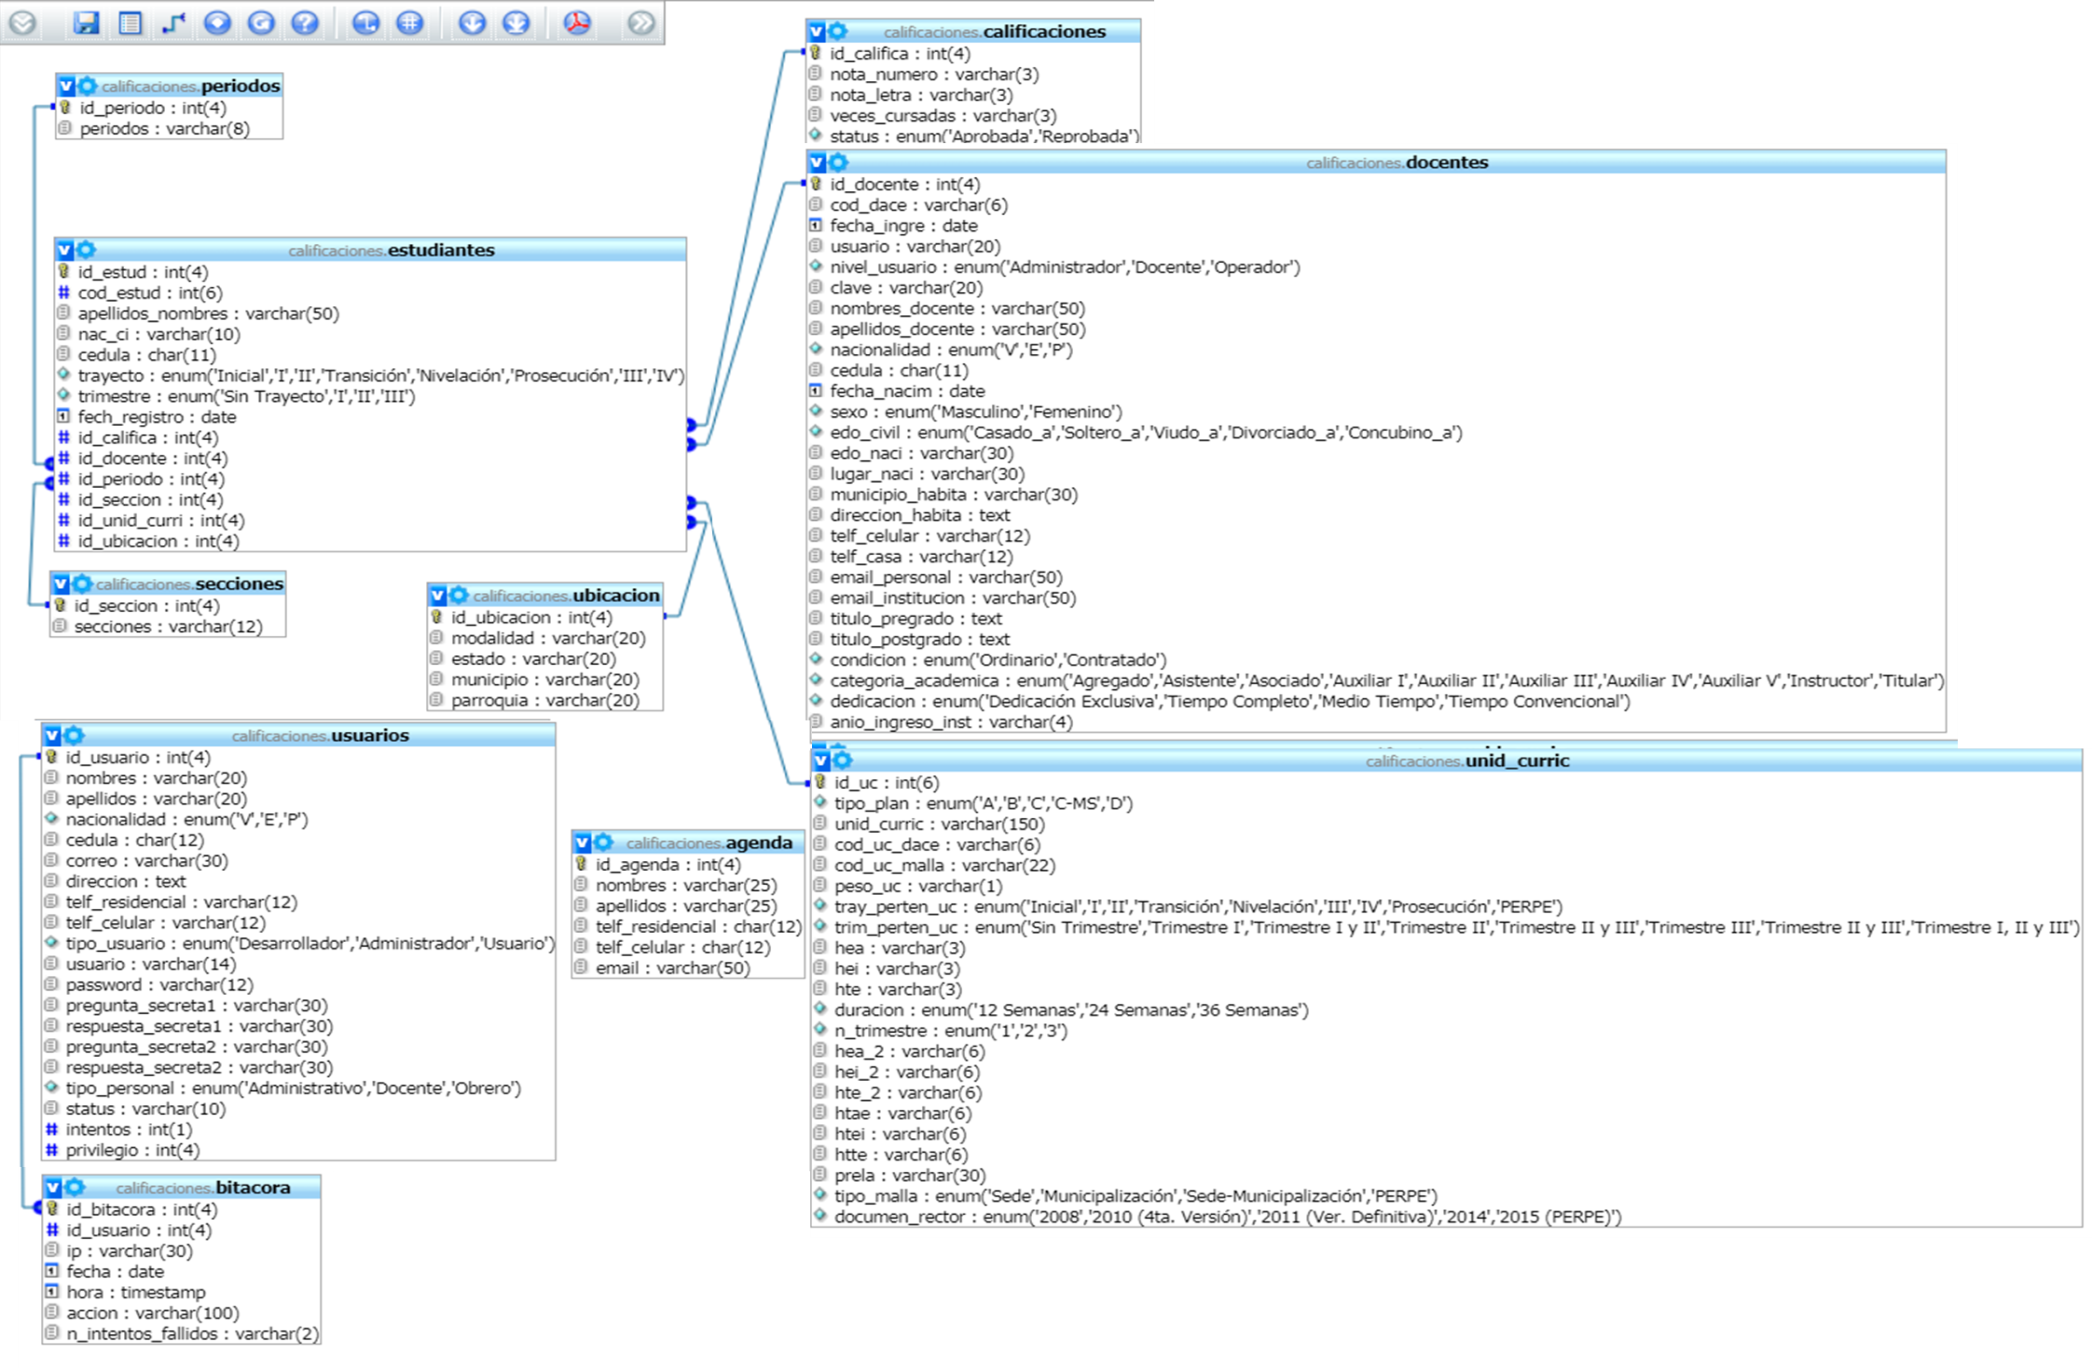 calificaciones.periodos
id_periodo : int(4)
periodos : varchar(8)
calificaciones.estudiantes
id_estud : int(4)
cod_estud : int(6)
apellidos_nombres : varchar(50)
nac_ci : varchar(10)
cedula : char(11)
trayecto : enum('Inicial','I','II','Transición','Nivelación','Prosecución','III','IV')
trimestre : enum('Sin Trayecto','I','II','III')
fech_registro : date
id_califica : int(4)
id_docente : int(4)
id_periodo : int(4)
id_seccion : int(4)
id_unid_curri : int(4)
id_ubicacion : int(4)
calificaciones.secciones
id_seccion : int(4)
secciones : varchar(12)
calificaciones.ubicacion
id_ubicacion : int(4)
modalidad : varchar(20)
estado : varchar(20)
municipio : varchar(20)
parroquia : varchar(20)
calificaciones.usuarios
id_usuario : int(4)
nombres : varchar(20)
apellidos : varchar(20)
nacionalidad : enum('V','E','P')
cedula : char(12)
correo : varchar(30)
direccion : text
telf_residencial : varchar(12)
telf_celular : varchar(12)
tipo_usuario : enum('Desarrollador','Administrador','Usuario')
usuario : varchar(14)
password : varchar(12)
pregunta_secreta1 : varchar(30)
respuesta_secreta1 : varchar(30)
pregunta_secreta2 : varchar(30)
respuesta_secreta2 : varchar(30)
tipo_personal : enum('Administrativo','Docente','Obrero')
status : varchar(10)
intentos : int(1)
privilegio : int(4)
calificaciones.bitacora
id_bitacora : int(4)
id_usuario : int(4)
ip : varchar(30)
fecha : date
hora : timestamp
accion : varchar(100)
n_intentos_fallidos : varchar(2)
calificaciones.agenda
id_agenda : int(4)
nombres : varchar(25)
apellidos : varchar(25)
telf_residencial : char(12)
telf_celular : char(12)
email : varchar(50)
calificaciones.calificaciones
id_califica : int(4)
nota_numero : varchar(3)
nota_letra : varchar(3)
veces_cursadas : varchar(3)
status : enum('Aprobada','Reprobada')
calificaciones.docentes
id_docente : int(4)
cod_dace : varchar(6)
fecha_ingre : date
usuario : varchar(20)
nivel_usuario : enum('Administrador','Docente','Operador')
clave : varchar(20)
nombres_docente : varchar(50)
apellidos_docente : varchar(50)
nacionalidad : enum('V','E','P')
cedula : char(11)
fecha_nacim : date
sexo : enum('Masculino','Femenino')
edo_civil : enum('Casado_a','Soltero_a','Viudo_a','Divorciado_a','Concubino_a')
edo_naci : varchar(30)
lugar_naci : varchar(30)
municipio_habita : varchar(30)
direccion_habita : text
telf_celular : varchar(12)
telf_casa : varchar(12)
email_personal : varchar(50)
email_institucion : varchar(50)
titulo_pregrado : text
titulo_postgrado : text
condicion : enum('Ordinario','Contratado')
categoria_academica : enum('Agregado','Asistente','Asociado','Auxiliar I','Auxiliar II','Auxiliar III','Auxiliar IV','Auxiliar V','Instructor','Titular')
dedicacion : enum('Dedicación Exclusiva','Tiempo Completo','Medio Tiempo','Tiempo Convencional')
anio_ingreso_inst : varchar(4)
calificaciones.unid_curric
id_uc : int(6)
tipo_plan : enum('A','B','C','C-MS','D')
unid_curric : varchar(150)
cod_uc_dace : varchar(6)
cod_uc_malla : varchar(22)
peso_uc : varchar(1)
tray_perten_uc : enum('Inicial','I','II','Transición','Nivelación','III','IV','Prosecución','PERPE')
trim_perten_uc : enum('Sin Trimestre','Trimestre I','Trimestre I y II','Trimestre II','Trimestre II y III','Trimestre III','Trimestre II y III','Trimestre I, II y III')
hea : varchar(3)
hei : varchar(3)
hte : varchar(3)
duracion : enum('12 Semanas','24 Semanas','36 Semanas')
n_trimestre : enum('1','2','3')
hea_2 : varchar(6)
hei_2 : varchar(6)
hte_2 : varchar(6)
htae : varchar(6)
htei : varchar(6)
htte : varchar(6)
prela : varchar(30)
tipo_malla : enum('Sede','Municipalización','Sede-Municipalización','PERPE')
documen_rector : enum('2008','2010 (4ta. Versión)','2011 (Ver. Definitiva)','2014','2015 (PERPE)')